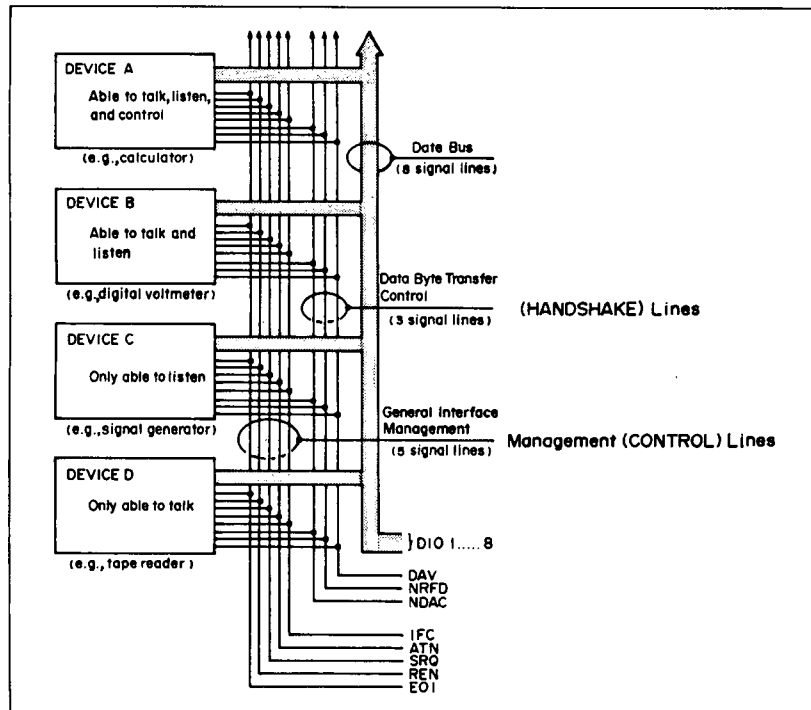 DEVICE A
Able to talk, listen,
and control
(e.g., calculator)
Date Bus
(8 signal lines)
DEVICE B
Able to talk and
listen
(e.g., digital voltmeter)
Data Byte Transfer
Control
(3 signal lines)
(HANDSHAKE) Lines
DEVICE C
Only able to listen
(e.g., signal generator)
General Interface
Management
(5 signal lines)
Management (CONTROL) Lines
DEVICE D
Only able to talk
(e.g., tape reader)
} DIO 1 ..... 8
DAV
NRFD
NDAC
IFC
ATN
SRQ
REN
EOI